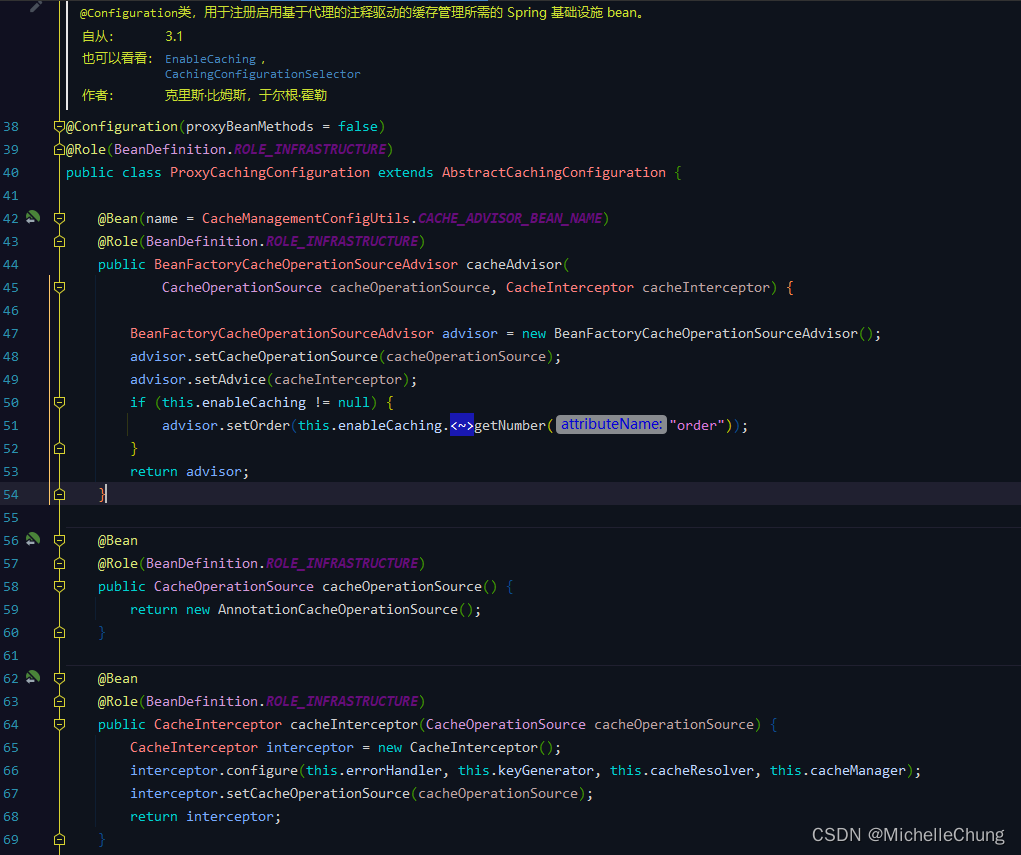 @Configuration类，用于注册启用基于代理的注释驱动的缓存管理所需的 Spring 基础设施 bean。
自从： 3.1
也可以看看： EnableCaching ,
CachingConfigurationSelector
作者： 克里斯·比姆斯，于尔根·霍勒
38 @Configuration(proxyBeanMethods = false)
39 @Role(BeanDefinition.ROLE_INFRASTRUCTURE)
40 public class ProxyCachingConfiguration extends AbstractCachingConfiguration {
41
42 @Bean(name = CacheManagementConfigUtils.CACHE_ADVISOR_BEAN_NAME)
43 @Role(BeanDefinition.ROLE_INFRASTRUCTURE)
44 public BeanFactoryCacheOperationSourceAdvisor cacheAdvisor(
45 CacheOperationSource cacheOperationSource, CacheInterceptor cacheInterceptor) {
46
47 BeanFactoryCacheOperationSourceAdvisor advisor = new BeanFactoryCacheOperationSourceAdvisor();
48 advisor.setCacheOperationSource(cacheOperationSource);
49 advisor.setAdvice(cacheInterceptor);
50 if (this.enableCaching != null) {
51 advisor.setOrder(this.enableCaching.<~>getNumber( attributeName: "order"));
52 }
53 return advisor;
54 }
55
56 @Bean
57 @Role(BeanDefinition.ROLE_INFRASTRUCTURE)
58 public CacheOperationSource cacheOperationSource() {
59 return new AnnotationCacheOperationSource();
60 }
61
62 @Bean
63 @Role(BeanDefinition.ROLE_INFRASTRUCTURE)
64 public CacheInterceptor cacheInterceptor(CacheOperationSource cacheOperationSource) {
65 CacheInterceptor interceptor = new CacheInterceptor();
66 interceptor.configure(this.errorHandler, this.keyGenerator, this.cacheResolver, this.cacheManager);
67 interceptor.setCacheOperationSource(cacheOperationSource);
68 return interceptor;
69 }
CSDN @MichelleChung